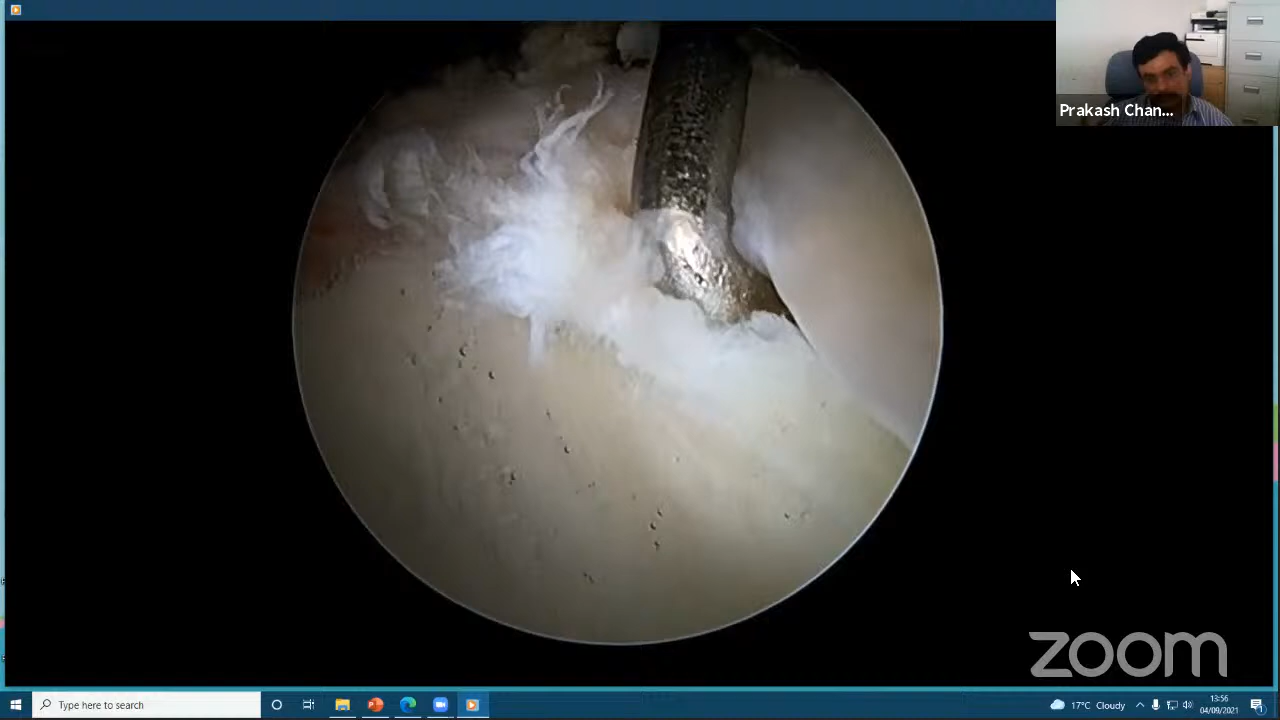 Prakash Chan...
zoom
Type here to search
17°C Cloudy
13:56
04/09/2021